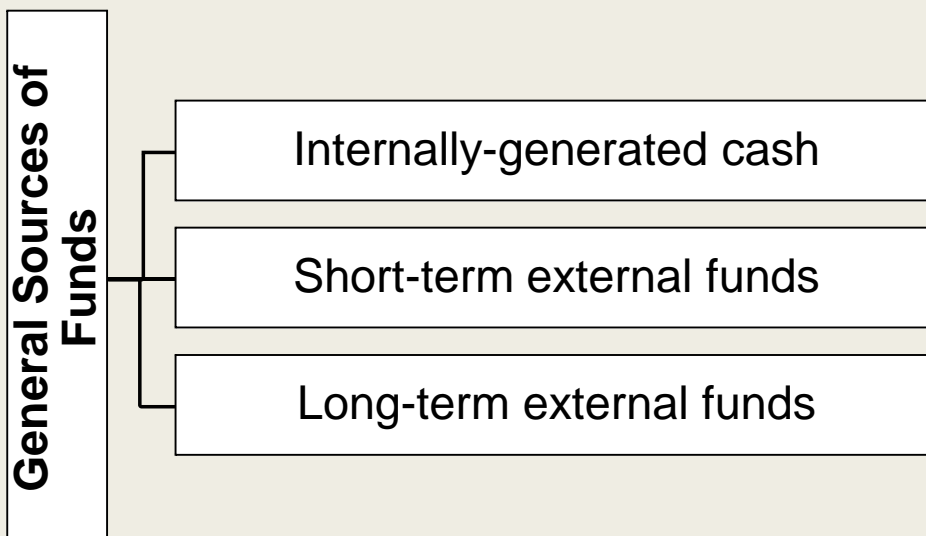 General Sources of
Funds
Internally-generated cash
Short-term external funds
Long-term external funds